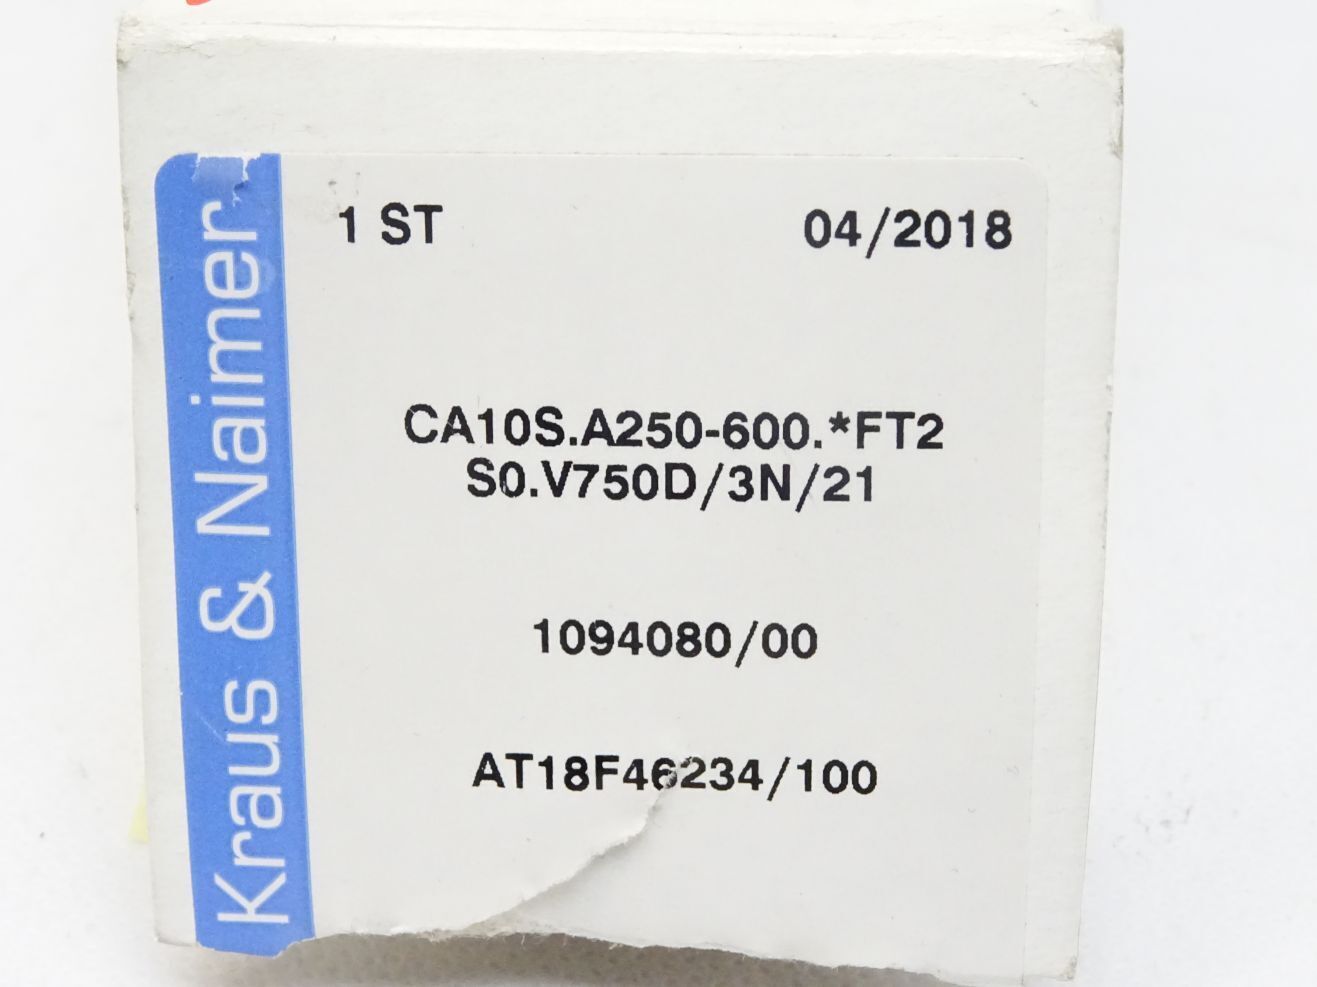 Kraus & Naimer
1 ST 04/2018
CA10S.A250-600.*FT2
S0.V750D/3N/21
1094080/00
AT18F46234/100